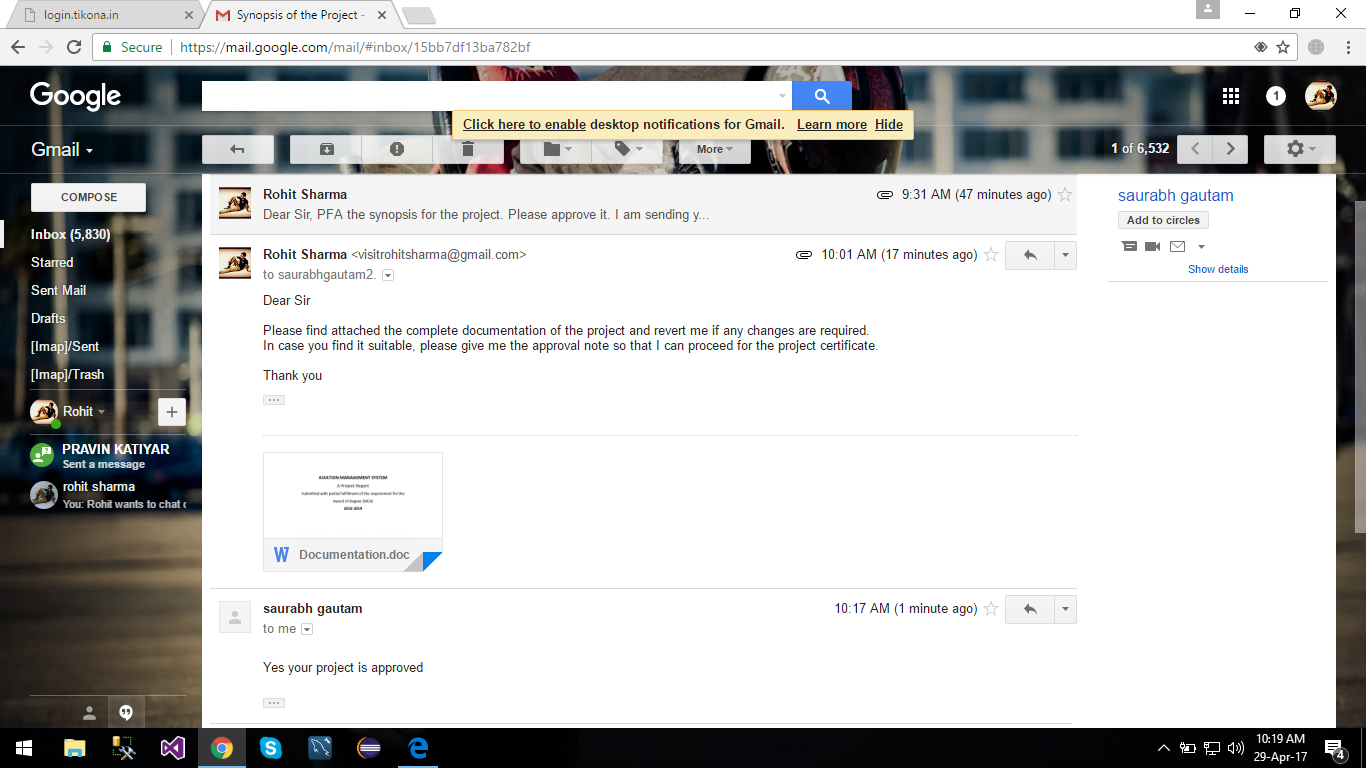 login.tikona.in
Synopsis of the Project -
Secure
https://mail.google.com/mail/#inbox/15bb7df13ba782bf
Google
1
Click here to enable desktop notifications for Gmail. Learn more Hide
Gmail
More
1 of 6,532
COMPOSE
Inbox (5,830)
Starred
Sent Mail
Drafts
[Imap]/Sent
[Imap]/Trash
Rohit
PRAVIN KATIYAR
Sent a message
rohit sharma
You: Rohit wants to chat
Rohit Sharma
9:31 AM (47 minutes ago)
Dear Sir, PFA the synopsis for the project. Please approve it. I am sending y...
Rohit Sharma <visitrohitsharma@gmail.com>
10:01 AM (17 minutes ago)
to saurabhgautam2.
Dear Sir
Please find attached the complete documentation of the project and revert me if any changes are required.
In case you find it suitable, please give me the approval note so that I can proceed for the project certificate.
Thank you
AVIATION MANAGEMENT SYSTEM
A Project Report
Submitted with partial fulfillment of the requirement for the
Award of degree (MCA)
Documentation.doc
saurabh gautam
10:17 AM (1 minute ago)
to me
Yes your project is approved
saurabh gautam
Add to circles
Show details
10:19 AM
29-Apr-17
4